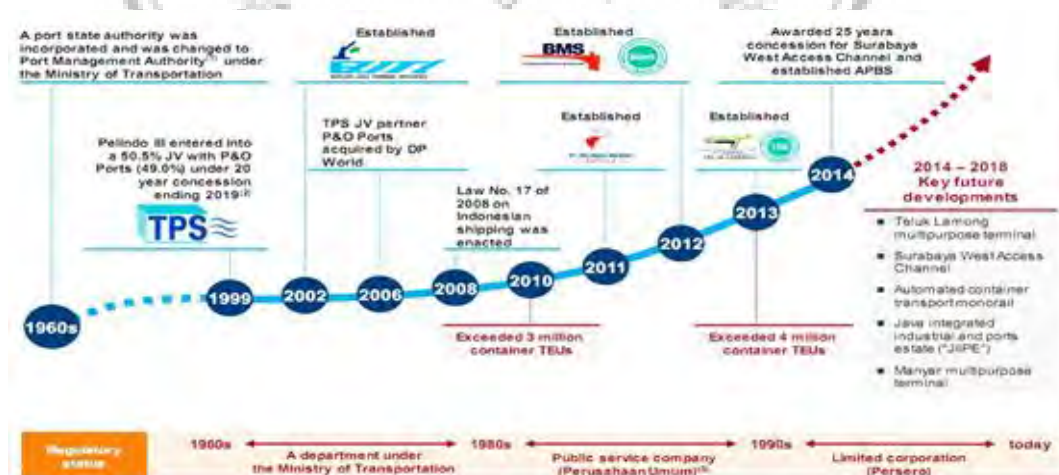 A port state authority was
incorporated and was changed to
Port Management Authority⁽¹⁾ under
the Ministry of Transportation
Established
Established
BMS
Awarded 25 years
concession for Surabaya
West Access Channel and
established APBS
Pelindo III entered into
a 50.5% JV with P&O
Ports (49.0%) under 20
year concession
ending 2019⁽²⁾
TPS
TPS JV partner
P&O Ports
acquired by DP
World
Law No. 17 of
2008 on
Indonesian
shipping was
enacted
Established
Established
1960s
1999
2002
2006
2008
2010
2011
2012
2013
2014
Exceeded 3 million
container TEUs
Exceeded 4 million
container TEUs
2014 – 2018
Key future
developments
Teluk Lamong
multipurpose terminal
Surabaya West Access
Channel
Automated container
transport monorail
Java integrated
industrial and ports
estate ("JIIPE")
Manyar multipurpose
terminal
Regulatory
status
1960s
A department under
the Ministry of Transportation
1980s
Public service company
(Perusahaan Umum)⁽³⁾
1990s
Limited corporation
(Persero)
today